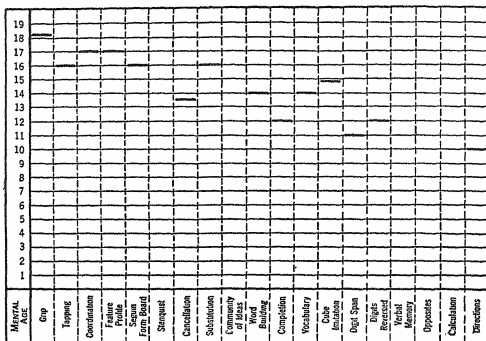 19
18
17
16
15
14
13
12
11
10
9
8
7
6
5
4
3
2
1
MENTAL
AGE
Grip
Tapping
Coordination
Feature
Profile
Seguin
Form Board
Stenquist
Cancellation
Substitution
Community
of Ideas
Word
Building
Completion
Vocabulary
Cube
Imitation
Digit Span
Digits
Reversed
Verbal
Memory
Opposites
Calculation
Directions